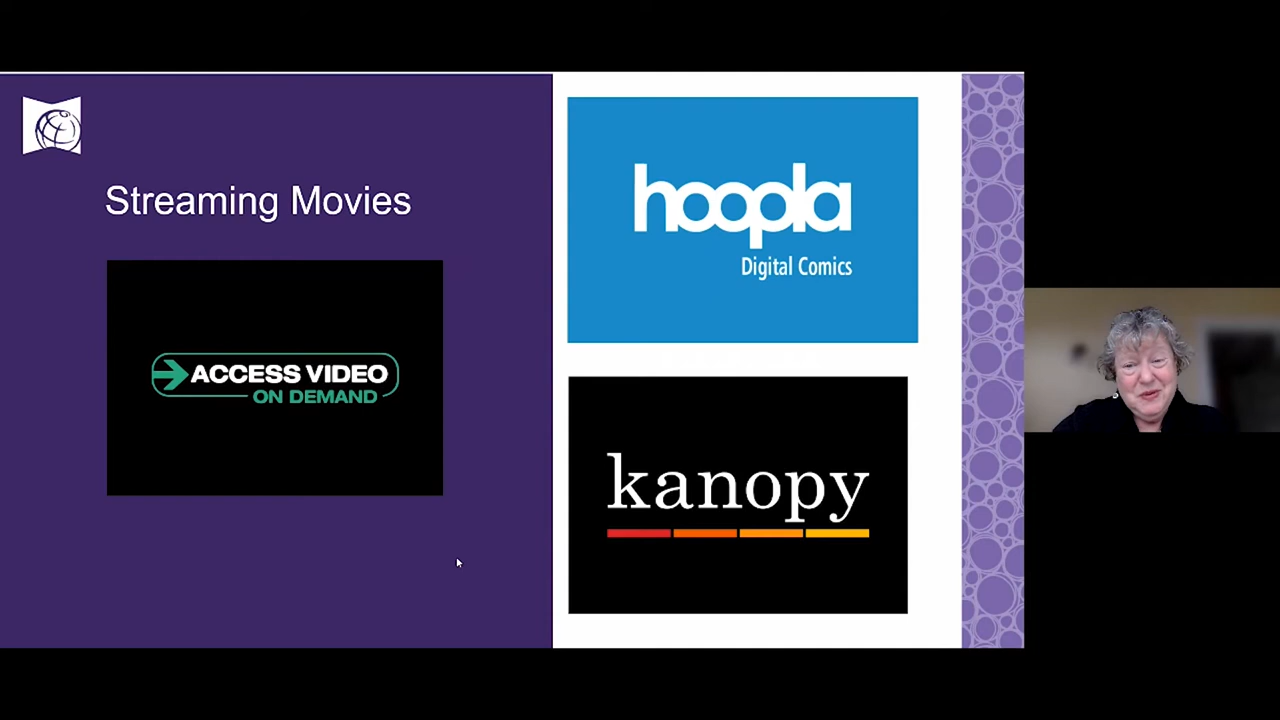 Streaming Movies
ACCESS VIDEO
ON DEMAND
hoopla
Digital Comics
kanopy